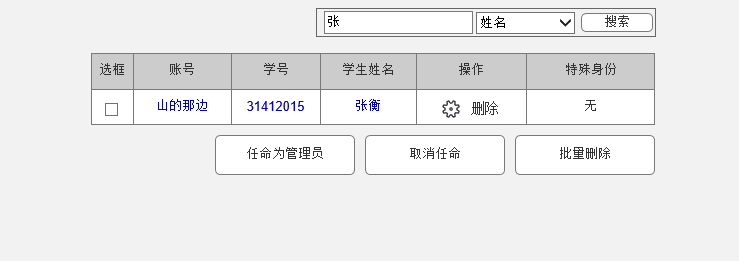 张 姓名 搜索
选框 账号 学号 学生姓名 操作 特殊身份
山的那边 31412015 张衡 删除 无
任命为管理员 取消任命 批量删除